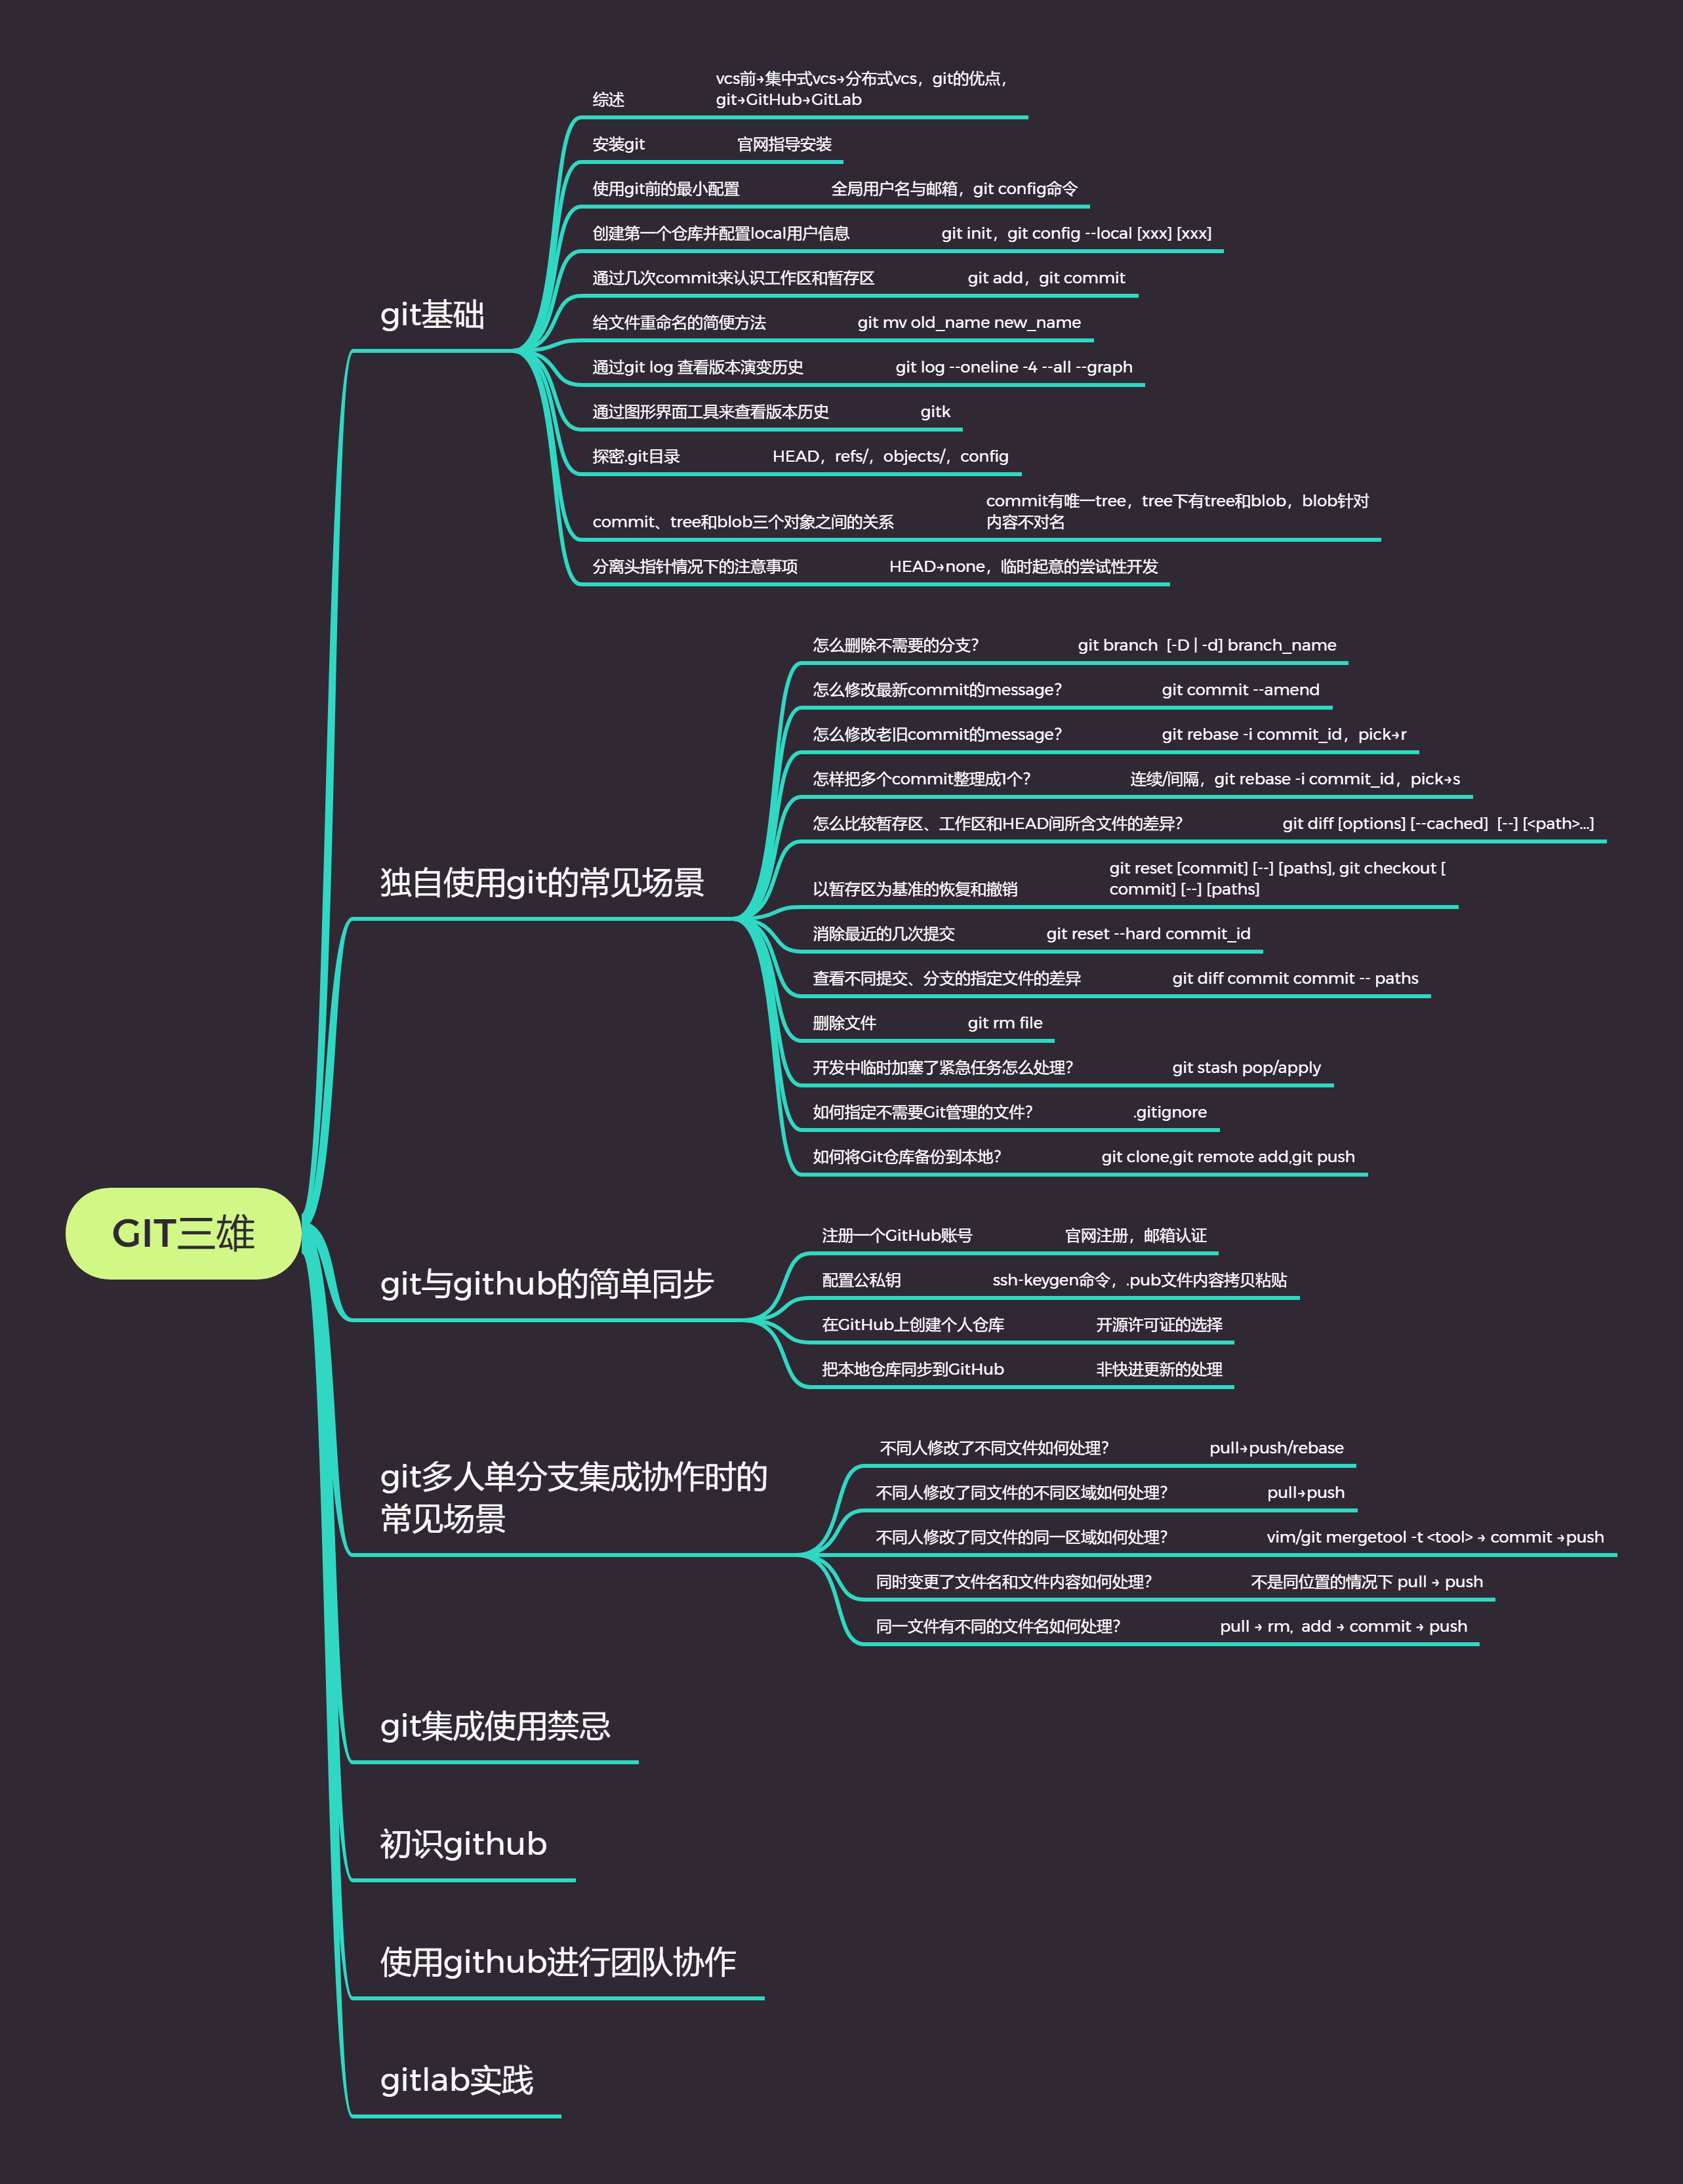 GIT三雄
git基础
综述
vcs前→集中式vcs→分布式vcs，git的优点，
git→GitHub→GitLab
安装git
官网指导安装
使用git前的最小配置
全局用户名与邮箱，git config命令
创建第一个仓库并配置local用户信息
git init，git config --local [xxx] [xxx]
通过几次commit来认识工作区和暂存区
git add，git commit
给文件重命名的简便方法
git mv old_name new_name
通过git log 查看版本演变历史
git log --oneline -4 --all --graph
通过图形界面工具来查看版本历史
gitk
探密.git目录
HEAD，refs/，objects/，config
commit、tree和blob三个对象之间的关系
commit有唯一tree，tree下有tree和blob，blob针对
内容不对名
分离头指针情况下的注意事项
HEAD→none，临时起意的尝试性开发
独自使用git的常见场景
怎么删除不需要的分支？
git branch  [-D | -d] branch_name
怎么修改最新commit的message？
git commit --amend
怎么修改老旧commit的message？
git rebase -i commit_id，pick→r
怎样把多个commit整理成1个？
连续/间隔，git rebase -i commit_id，pick→s
怎么比较暂存区、工作区和HEAD间所含文件的差异？
git diff [options] [--cached]  [--] [<path>...]
以暂存区为基准的恢复和撤销
git reset [commit] [--] [paths], git checkout [
commit] [--] [paths]
消除最近的几次提交
git reset --hard commit_id
查看不同提交、分支的指定文件的差异
git diff commit commit -- paths
删除文件
git rm file
开发中临时加塞了紧急任务怎么处理？
git stash pop/apply
如何指定不需要Git管理的文件？
.gitignore
如何将Git仓库备份到本地？
git clone,git remote add,git push
git与github的简单同步
注册一个GitHub账号
官网注册，邮箱认证
配置公私钥
ssh-keygen命令，.pub文件内容拷贝粘贴
在GitHub上创建个人仓库
开源许可证的选择
把本地仓库同步到GitHub
非快进更新的处理
git多人单分支集成协作时的
常见场景
不同人修改了不同文件如何处理？
pull→push/rebase
不同人修改了同文件的不同区域如何处理？
pull→push
不同人修改了同文件的同一区域如何处理？
vim/git mergetool -t <tool> → commit →push
同时变更了文件名和文件内容如何处理？
不是同位置的情况下 pull → push
同一文件有不同的文件名如何处理？
pull → rm,  add → commit → push
git集成使用禁忌
初识github
使用github进行团队协作
gitlab实践